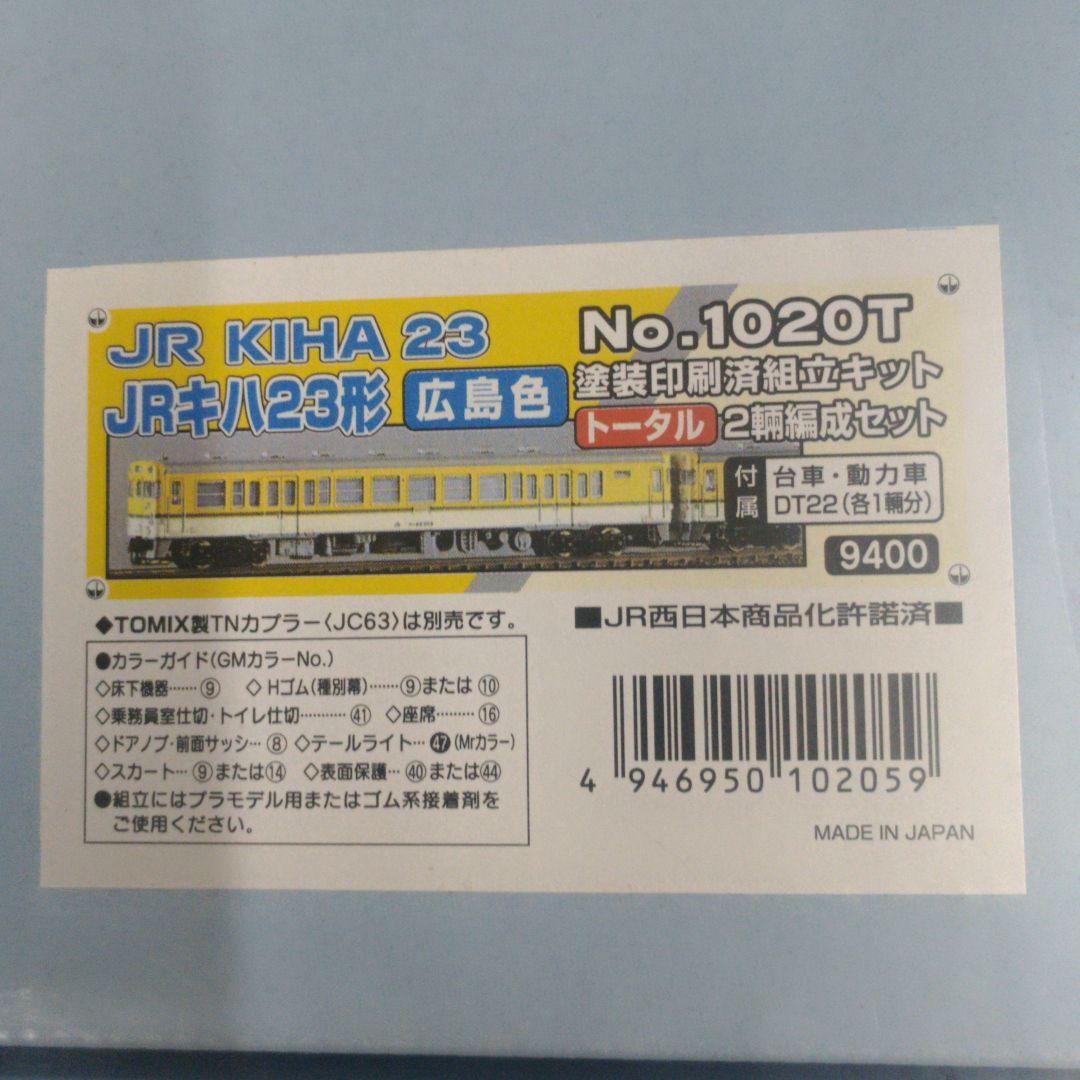 JR KIHA 23
JRキハ23形 広島色
No.1020T
塗装印刷済組立キット
トータル 2輌編成セット
付属 台車・動力車
DT22(各1輌分)
9400
◆TOMIX製TNカプラー〈JC63〉は別売です。
●カラーガイド(GMカラーNo.)
◇床下機器……⑨ ◇Hゴム(種別幕)……⑨または⑩
◇乗務員室仕切・トイレ仕切………㊶ ◇座席………⑯
◇ドアノブ・前面サッシ…⑧ ◇テールライト…㊼(Mrカラー)
◇スカート…⑨または⑭ ◇表面保護…㊵または㊹
●組立にはプラモデル用またはゴム系接着剤を
ご使用ください。
■JR西日本商品化許諾済■
4 946950 102059
MADE IN JAPAN